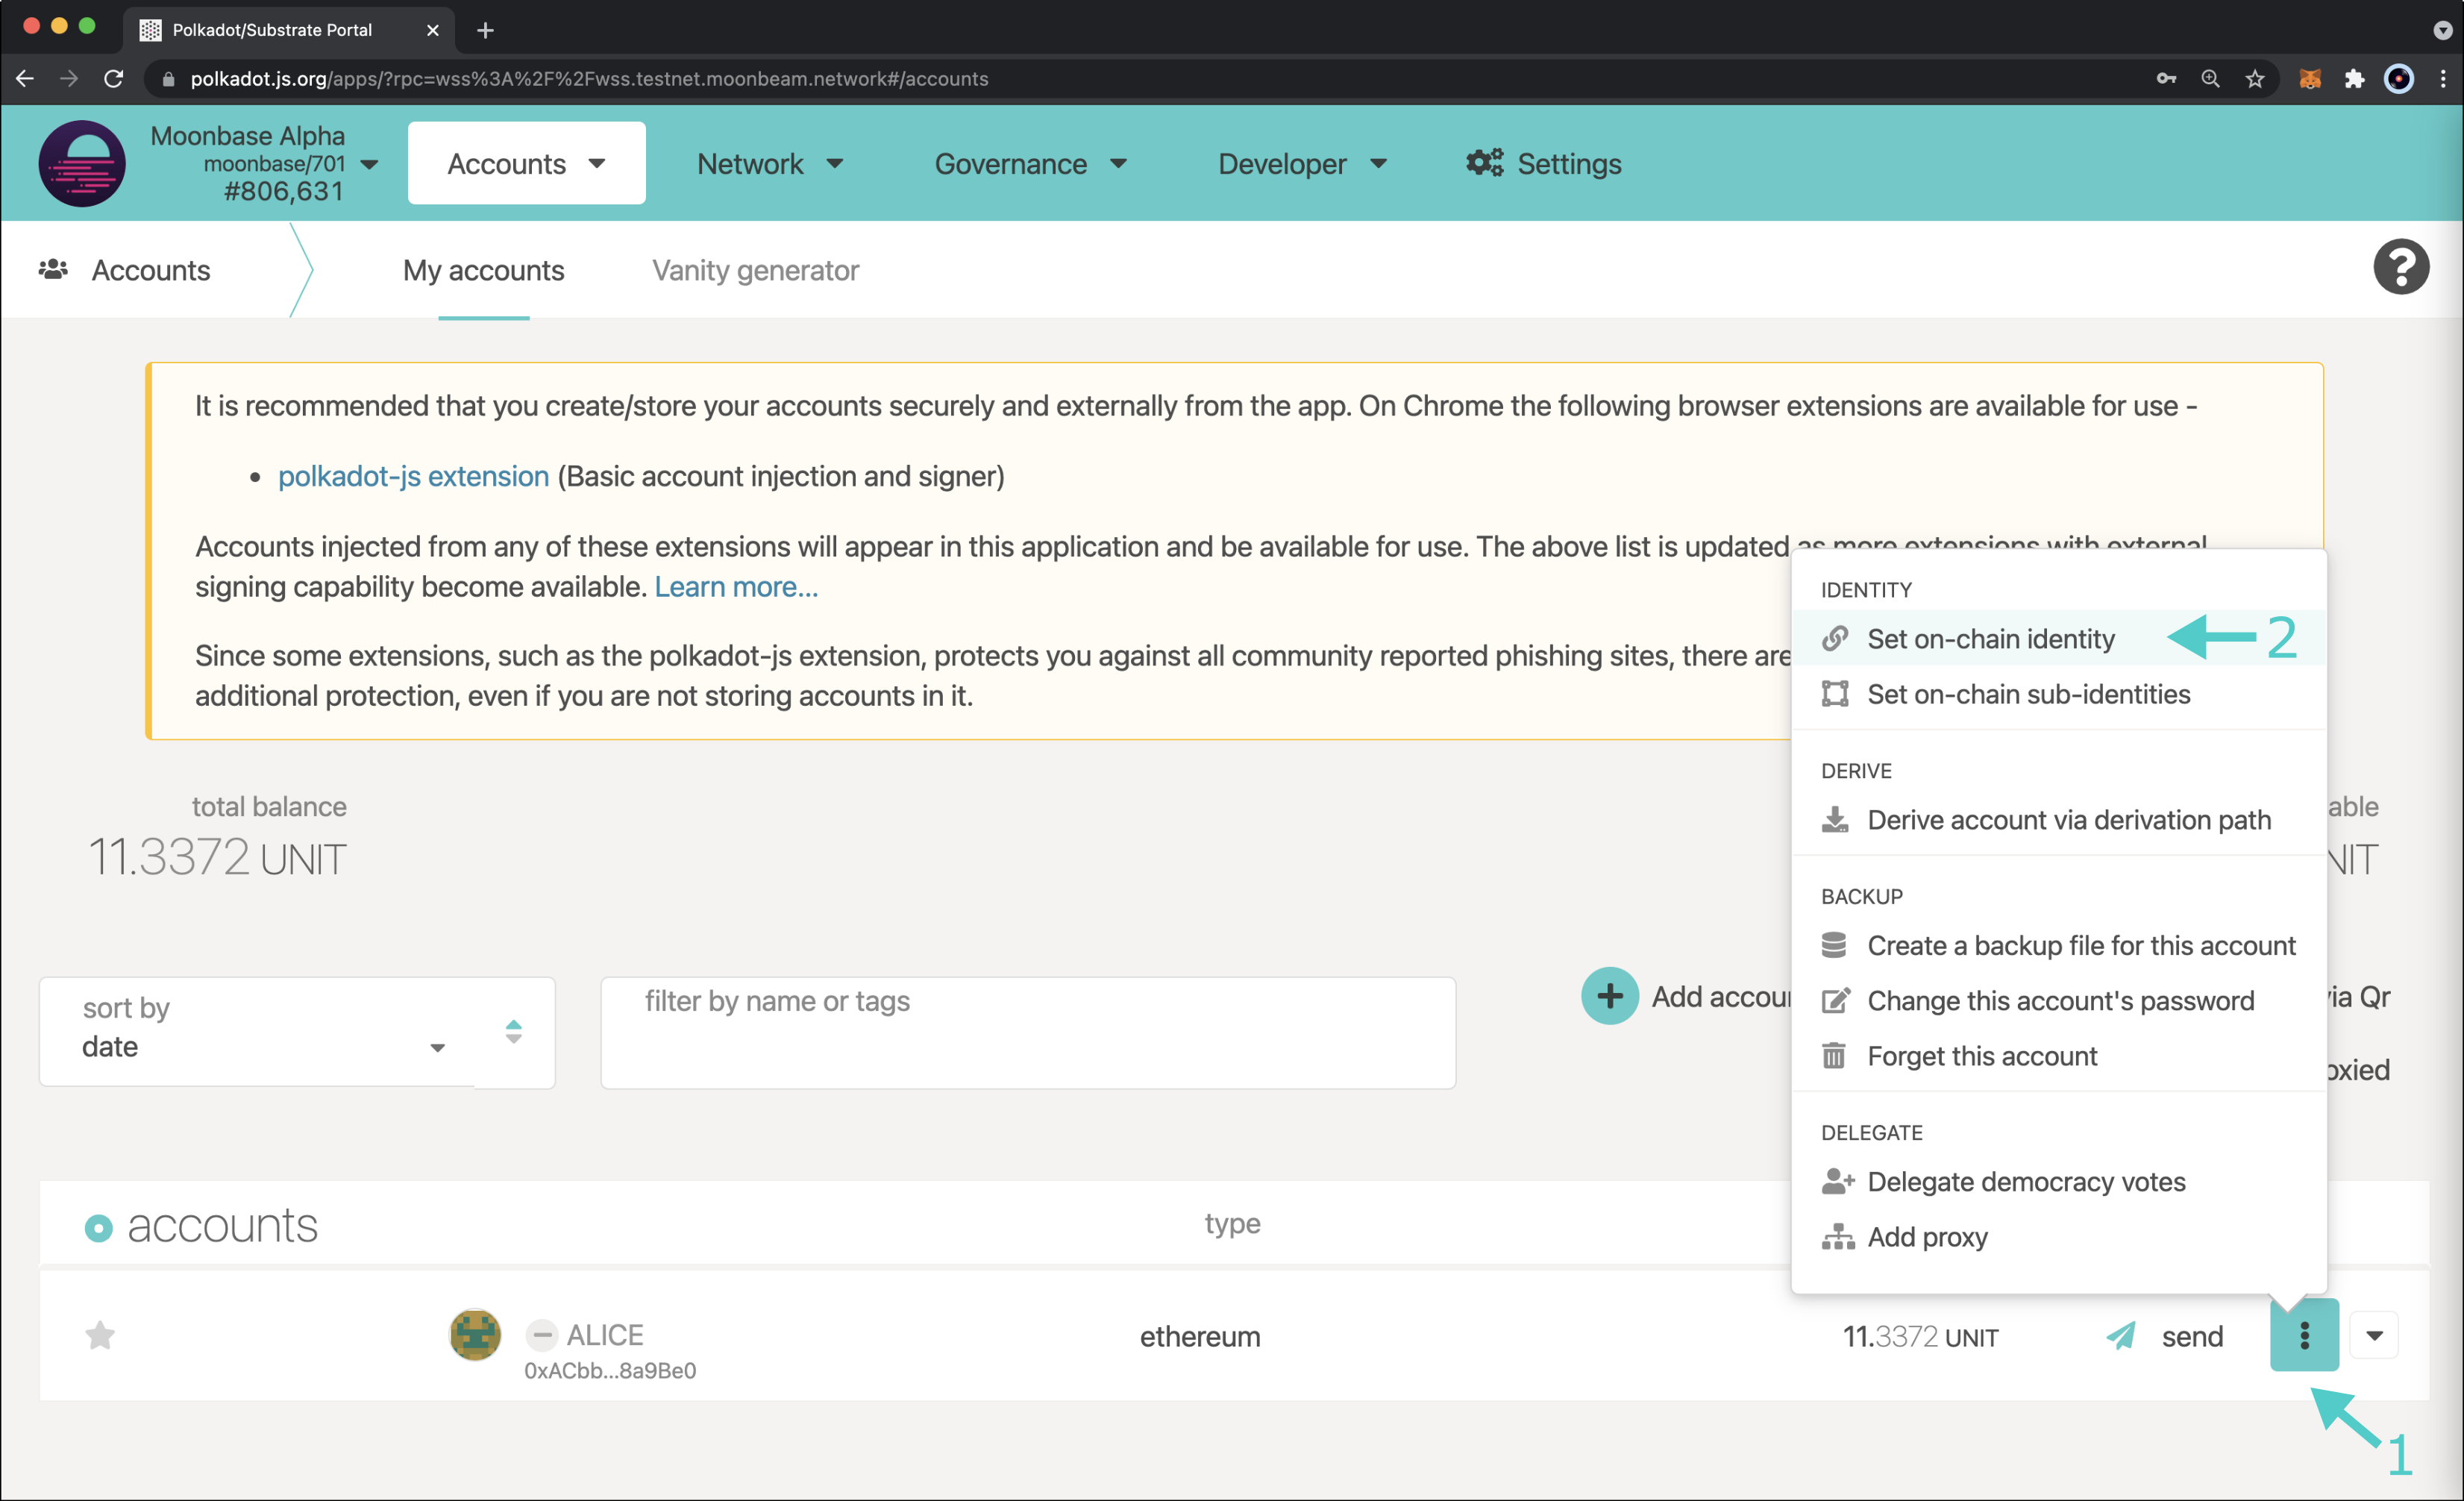 Polkadot/Substrate Portal
polkadot.js.org/apps/?rpc=wss%3A%2F%2Fwss.testnet.moonbeam.network#/accounts
Moonbase Alpha
moonbase/701
#806,631
Accounts
Network
Governance
Developer
Settings
Accounts
My accounts
Vanity generator
It is recommended that you create/store your accounts securely and externally from the app. On Chrome the following browser extensions are available for use -
• polkadot-js extension (Basic account injection and signer)
Accounts injected from any of these extensions will appear in this application and be available for use. The above list is updated as more extensions with external
signing capability become available. Learn more...
Since some extensions, such as the polkadot-js extension, protects you against all community reported phishing sites, there are
additional protection, even if you are not storing accounts in it.
IDENTITY
Set on-chain identity
2
Set on-chain sub-identities
DERIVE
Derive account via derivation path
BACKUP
Create a backup file for this account
Change this account's password
Forget this account
DELEGATE
Delegate democracy votes
Add proxy
total balance
11.3372 UNIT
able
NIT
sort by
date
filter by name or tags
Add accou
via Qr
oxied
accounts
type
ALICE
0xACbb...8a9Be0
ethereum
11.3372 UNIT
send
1